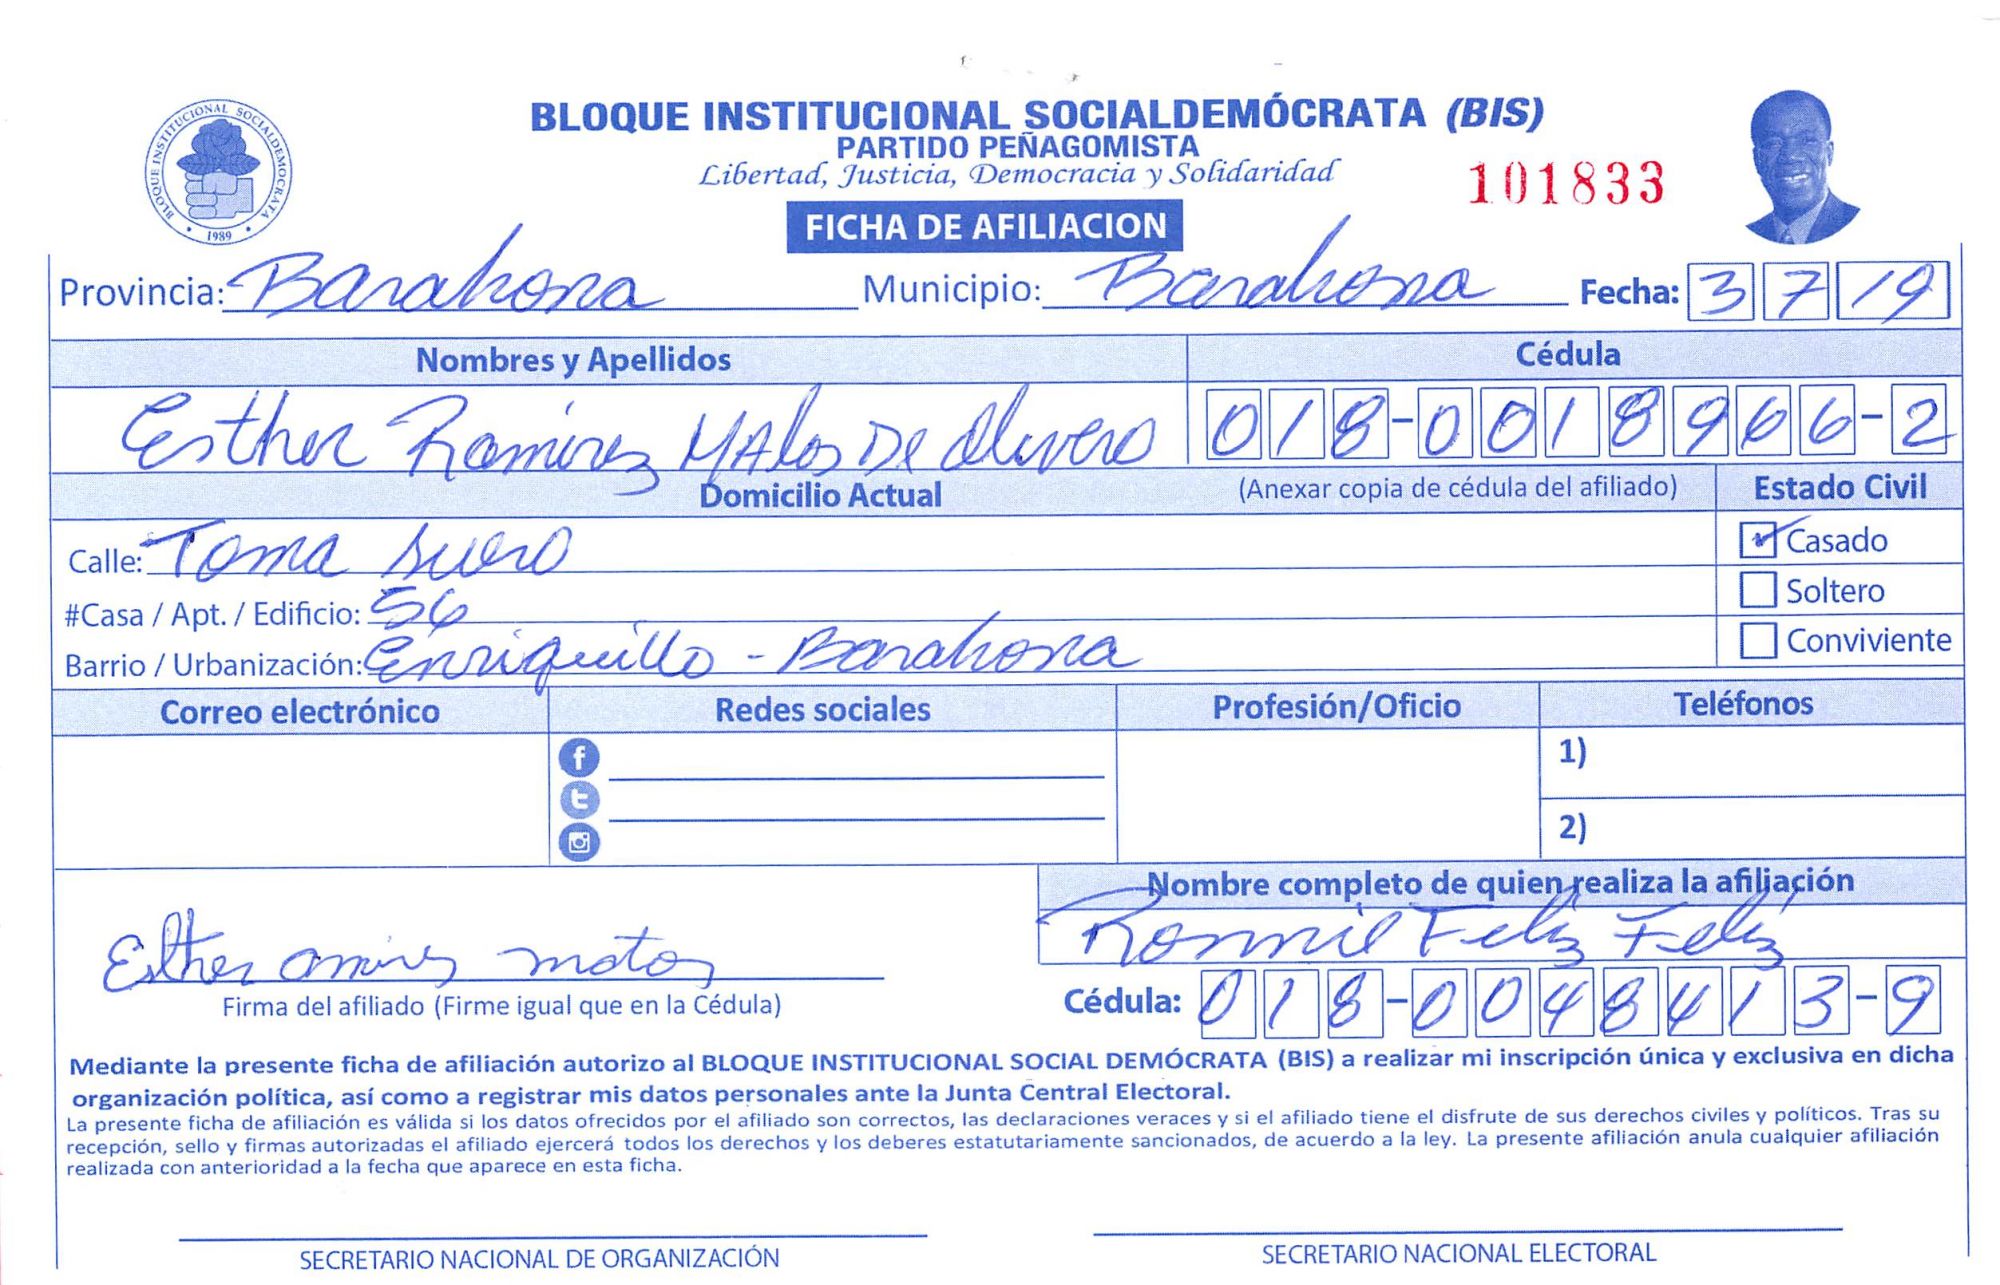 BLOQUE INSTITUCIONAL SOCIALDEMOCRATA
1989
BLOQUE INSTITUCIONAL SOCIALDEMÓCRATA (BIS)
PARTIDO PEÑAGOMISTA
Libertad, Justicia, Democracia y Solidaridad
101833
FICHA DE AFILIACION
Provincia: Barahona Municipio: Barahona Fecha: 3 7 19
Nombres y Apellidos Cédula
Esther Ramirez MAtos De Olivero 018-0018966-2
Domicilio Actual (Anexar copia de cédula del afiliado) Estado Civil
Calle: Toma Suero Casado
#Casa / Apt. / Edificio: 56 Soltero
Barrio / Urbanización: Enriquillo - Barahona Conviviente
Correo electrónico Redes sociales Profesión/Oficio Teléfonos
1)
2)
Nombre completo de quien realiza la afiliación
Ronnie Feliz Feliz
Esther amires matos
Firma del afiliado (Firme igual que en la Cédula) Cédula: 018-0048413-9
Mediante la presente ficha de afiliación autorizo al BLOQUE INSTITUCIONAL SOCIAL DEMÓCRATA (BIS) a realizar mi inscripción única y exclusiva en dicha
organización política, así como a registrar mis datos personales ante la Junta Central Electoral.
La presente ficha de afiliación es válida si los datos ofrecidos por el afiliado son correctos, las declaraciones veraces y si el afiliado tiene el disfrute de sus derechos civiles y políticos. Tras su
recepción, sello y firmas autorizadas el afiliado ejercerá todos los derechos y los deberes estatutariamente sancionados, de acuerdo a la ley. La presente afiliación anula cualquier afiliación
realizada con anterioridad a la fecha que aparece en esta ficha.
SECRETARIO NACIONAL DE ORGANIZACIÓN SECRETARIO NACIONAL ELECTORAL